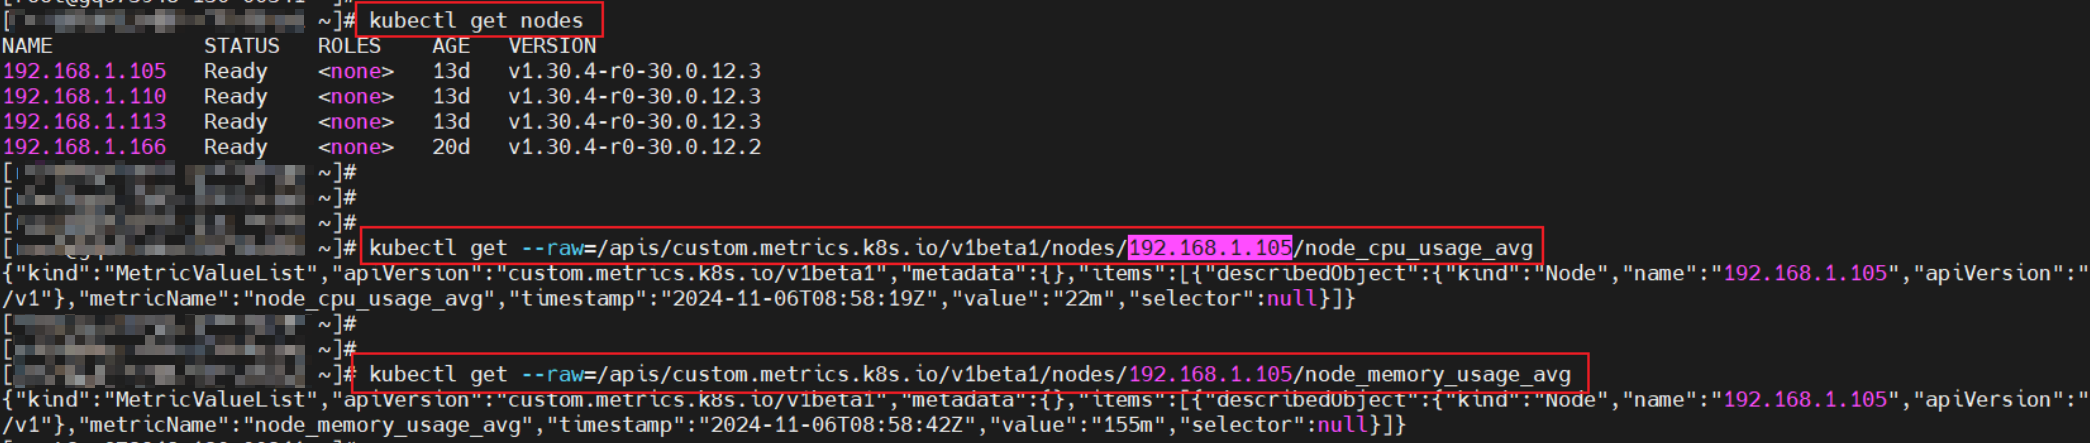 [ ~]# kubectl get nodes
NAME STATUS ROLES AGE VERSION
192.168.1.105 Ready <none> 13d v1.30.4-r0-30.0.12.3
192.168.1.110 Ready <none> 13d v1.30.4-r0-30.0.12.3
192.168.1.113 Ready <none> 13d v1.30.4-r0-30.0.12.3
192.168.1.166 Ready <none> 20d v1.30.4-r0-30.0.12.2
[ ~]#
[ ~]#
[ ~]#
[ ~]# kubectl get --raw=/apis/custom.metrics.k8s.io/v1beta1/nodes/192.168.1.105/node_cpu_usage_avg
{"kind":"MetricValueList","apiVersion":"custom.metrics.k8s.io/v1beta1","metadata":{},"items":[{"describedObject":{"kind":"Node","name":"192.168.1.105","apiVersion":"
/v1"},"metricName":"node_cpu_usage_avg","timestamp":"2024-11-06T08:58:19Z","value":"22m","selector":null}]}
[ ~]#
[ ~]#
[ ~]# kubectl get --raw=/apis/custom.metrics.k8s.io/v1beta1/nodes/192.168.1.105/node_memory_usage_avg
{"kind":"MetricValueList","apiVersion":"custom.metrics.k8s.io/v1beta1","metadata":{},"items":[{"describedObject":{"kind":"Node","name":"192.168.1.105","apiVersion":"
/v1"},"metricName":"node_memory_usage_avg","timestamp":"2024-11-06T08:58:42Z","value":"155m","selector":null}]}